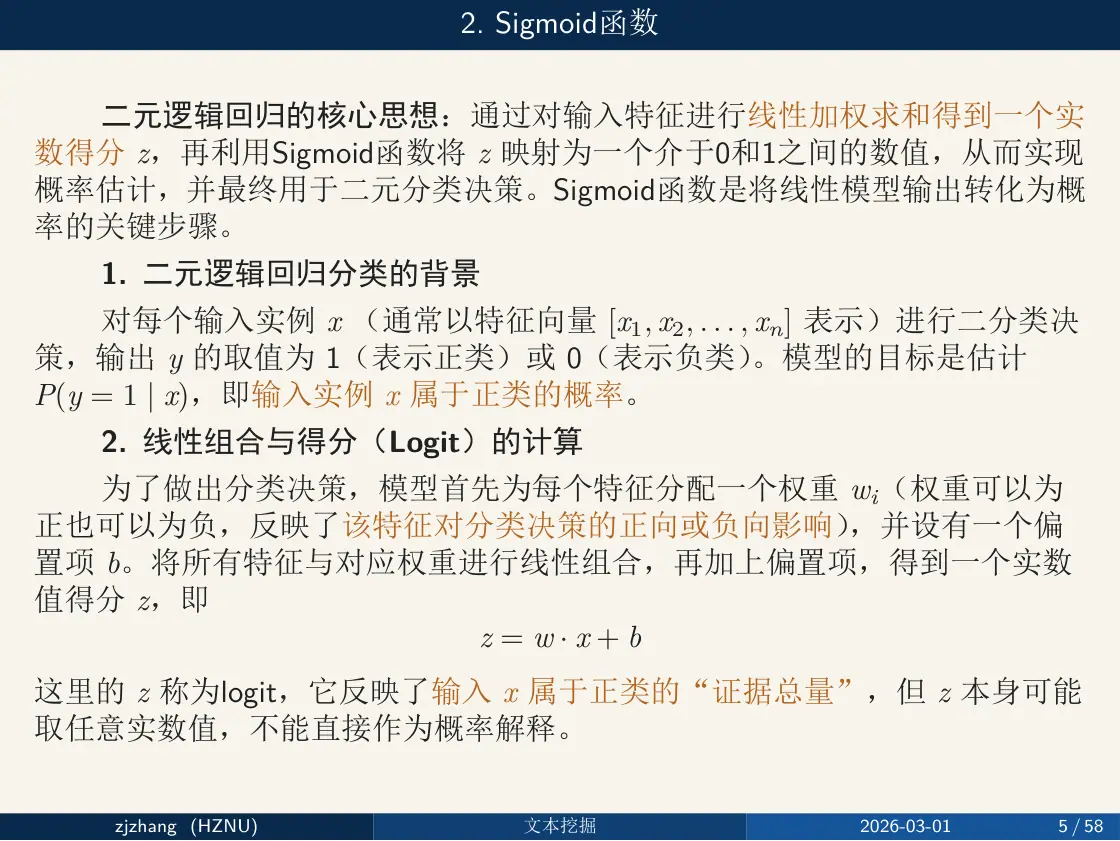 2. Sigmoid函数
二元逻辑回归的核心思想：通过对输入特征进行线性加权求和得到一个实
数得分 z，再利用Sigmoid函数将 z 映射为一个介于0和1之间的数值，从而实现
概率估计，并最终用于二元分类决策。Sigmoid函数是将线性模型输出转化为概
率的关键步骤。
1. 二元逻辑回归分类的背景
对每个输入实例 x （通常以特征向量 [x₁, x₂, . . . , xₙ] 表示）进行二分类决
策，输出 y 的取值为 1（表示正类）或 0（表示负类）。模型的目标是估计
P(y = 1 | x)，即输入实例 x 属于正类的概率。
2. 线性组合与得分（Logit）的计算
为了做出分类决策，模型首先为每个特征分配一个权重 wᵢ（权重可以为
正也可以为负，反映了该特征对分类决策的正向或负向影响），并设有一个偏
置项 b。将所有特征与对应权重进行线性组合，再加上偏置项，得到一个实数
值得分 z，即
z = w · x + b
这里的 z 称为logit，它反映了输入 x 属于正类的“证据总量”，但 z 本身可能
取任意实数值，不能直接作为概率解释。
zjzhang (HZNU) 文本挖掘 2026-03-01 5 / 58